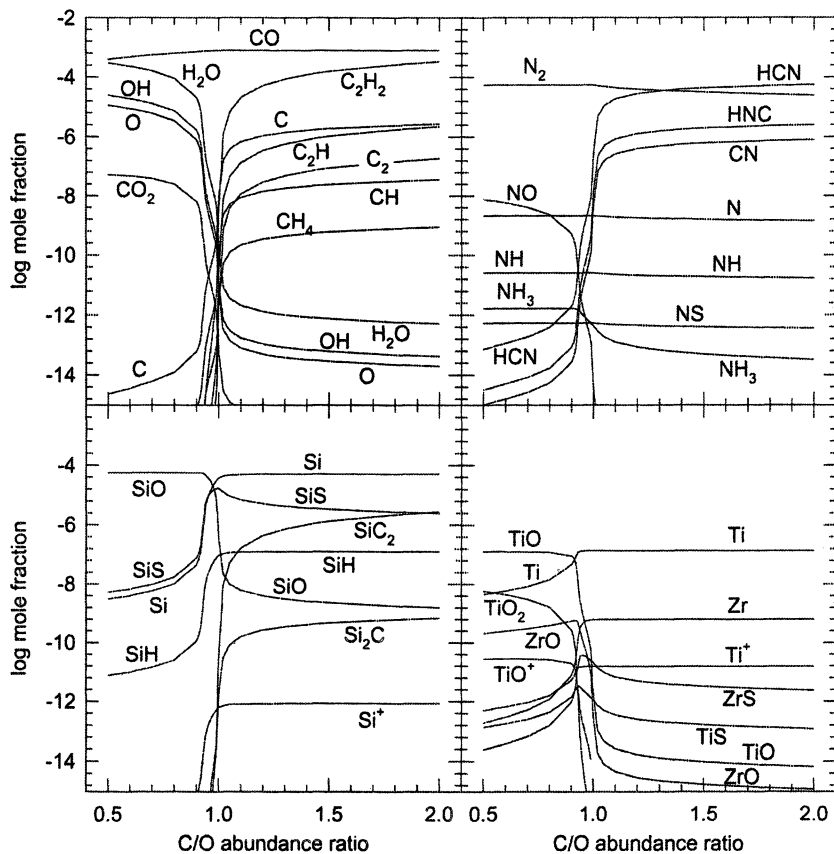 -2
-4
-6
-8
-10
-12
-14
log mole fraction
CO
H2O
C2H2
OH
O
C
C2H
C2
CO2
CH
CH4
H2O
OH
C
O
N2
HCN
HNC
CN
NO
N
NH
NH
NH3
NS
HCN
NH3
-4
-6
-8
-10
-12
-14
log mole fraction
Si
SiO
SiS
SiC2
SiH
SiS
SiO
Si
Si2C
SiH
Si+
0.5
1.0
1.5
2.0
C/O abundance ratio
TiO
Ti
Ti
TiO2
Zr
ZrO
Ti+
TiO+
ZrS
TiS
TiO
ZrO
0.5
1.0
1.5
2.0
C/O abundance ratio